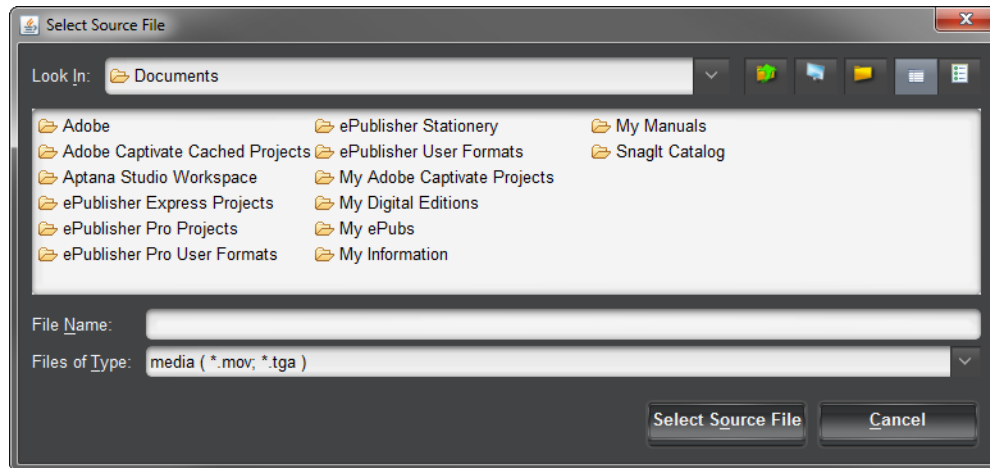 Select Source File
Look In: Documents
Adobe ePublisher Stationery My Manuals
Adobe Captivate Cached Projects ePublisher User Formats SnagIt Catalog
Aptana Studio Workspace My Adobe Captivate Projects
ePublisher Express Projects My Digital Editions
ePublisher Pro Projects My ePubs
ePublisher Pro User Formats My Information
File Name:
Files of Type: media ( *.mov; *.tga )
Select Source File Cancel